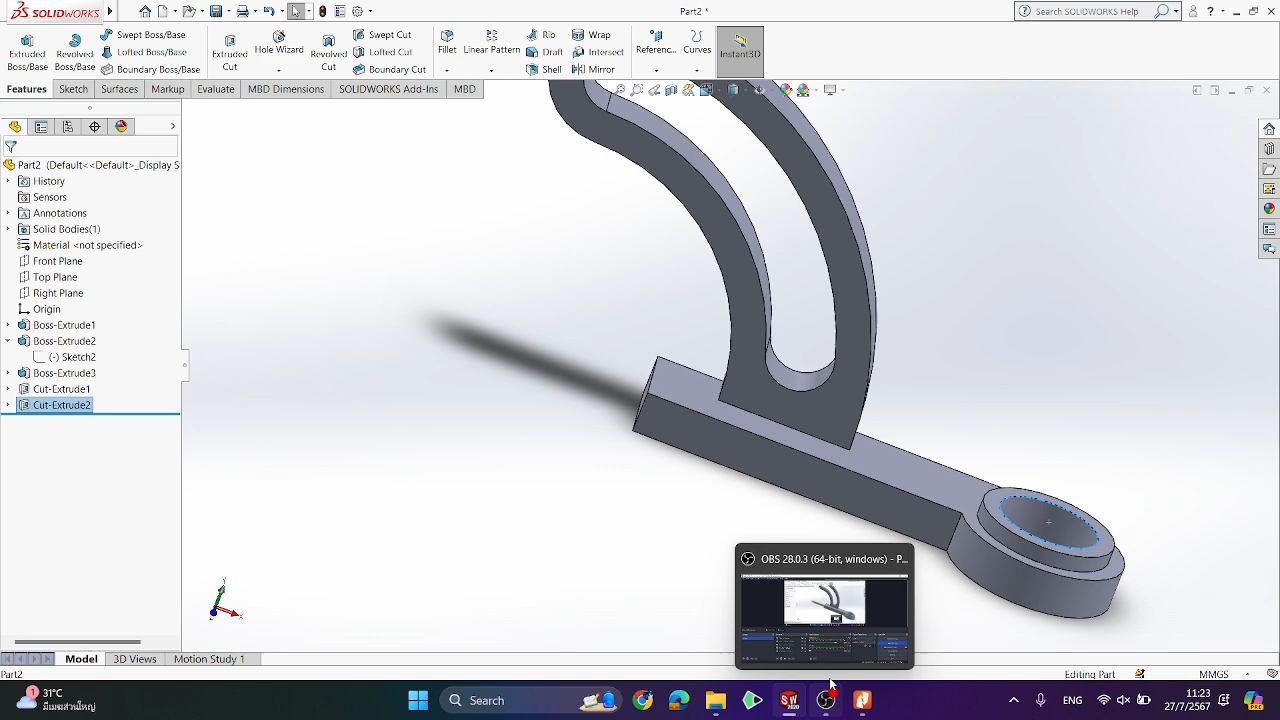 SOLIDWORKS
Part2 *
Search SOLIDWORKS Help
Extruded Boss/Base
Revolved Boss/Base
Swept Boss/Base
Lofted Boss/Base
Boundary Boss/Base
Extruded Cut
Hole Wizard
Revolved Cut
Swept Cut
Lofted Cut
Boundary Cut
Fillet
Linear Pattern
Rib
Draft
Shell
Wrap
Intersect
Mirror
Referenc...
Curves
Instant3D
Features
Sketch
Surfaces
Markup
Evaluate
MBD Dimensions
SOLIDWORKS Add-Ins
MBD
Part2 (Default<<Default>_Display S
History
Sensors
Annotations
Solid Bodies(1)
Material <not specified>
Front Plane
Top Plane
Right Plane
Origin
Boss-Extrude1
Boss-Extrude2
(-) Sketch2
Boss-Extrude3
Cut-Extrude1
Cut-Extrude2
OBS 28.0.3 (64-bit, windows) - P...
Y
X
Model
3D Views
Motion Study 1
Editing Part
MMGS
1
31°C
Search
SW
2020
ENG
11:23
27/7/2567